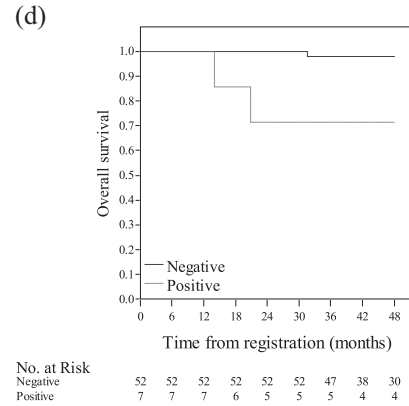 (d)
Overall survival
1.0
0.9
0.8
0.7
0.6
0.5
0.4
0.3
0.2
0.1
0.0
Negative
Positive
0 6 12 18 24 30 36 42 48
Time from registration (months)
No. at Risk
Negative 52 52 52 52 52 52 47 38 30
Positive 7 7 7 6 5 5 5 4 4